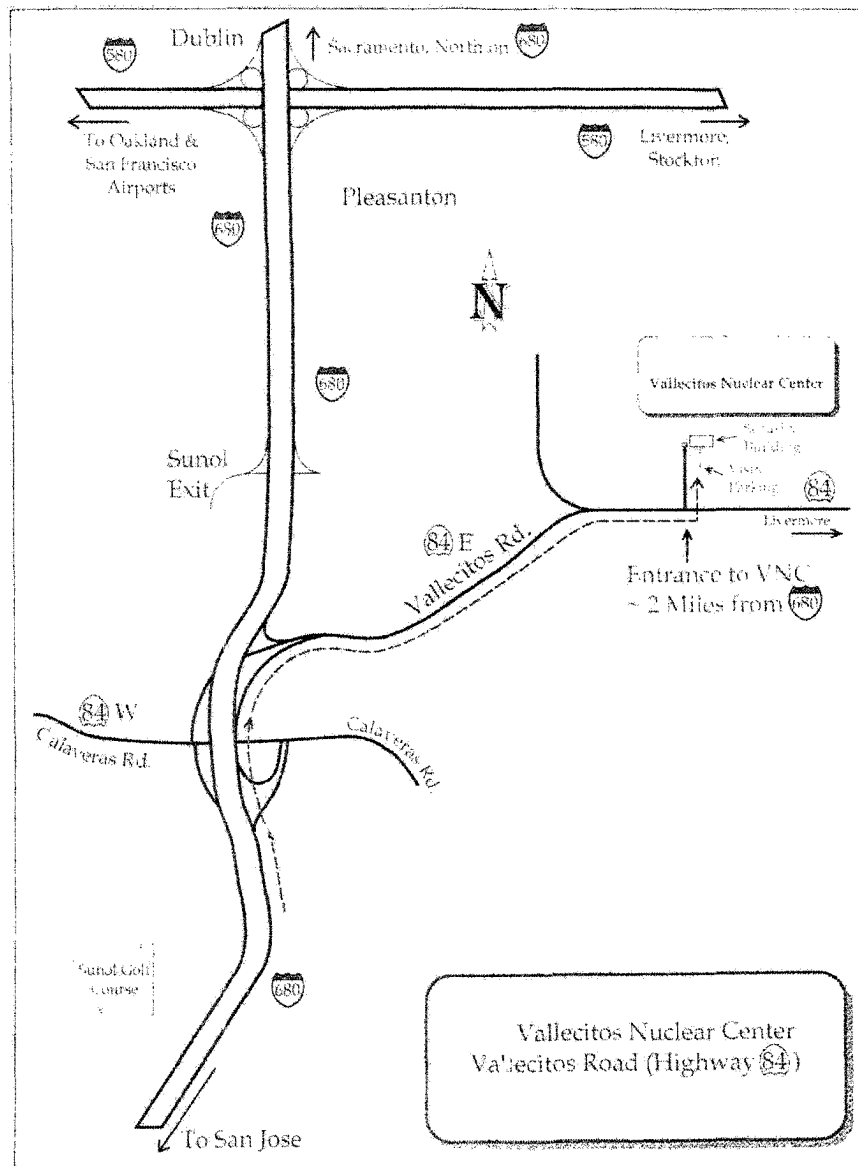 Dublin
580
Sacramento, North on 680
To Oakland &
San Francisco
Airports
580
Livermore,
Stockton
680
Pleasanton
N
680
Vallecitos Nuclear Center
Building
Parking
Sunol
Exit
84
Livermore
84 E
Vallecitos Rd.
Entrance to VNC
~ 2 Miles from 680
84 W
Calaveras Rd.
Calaveras Rd.
Sunol Golf
Course
680
Vallecitos Nuclear Center
Vallecitos Road (Highway 84)
To San Jose